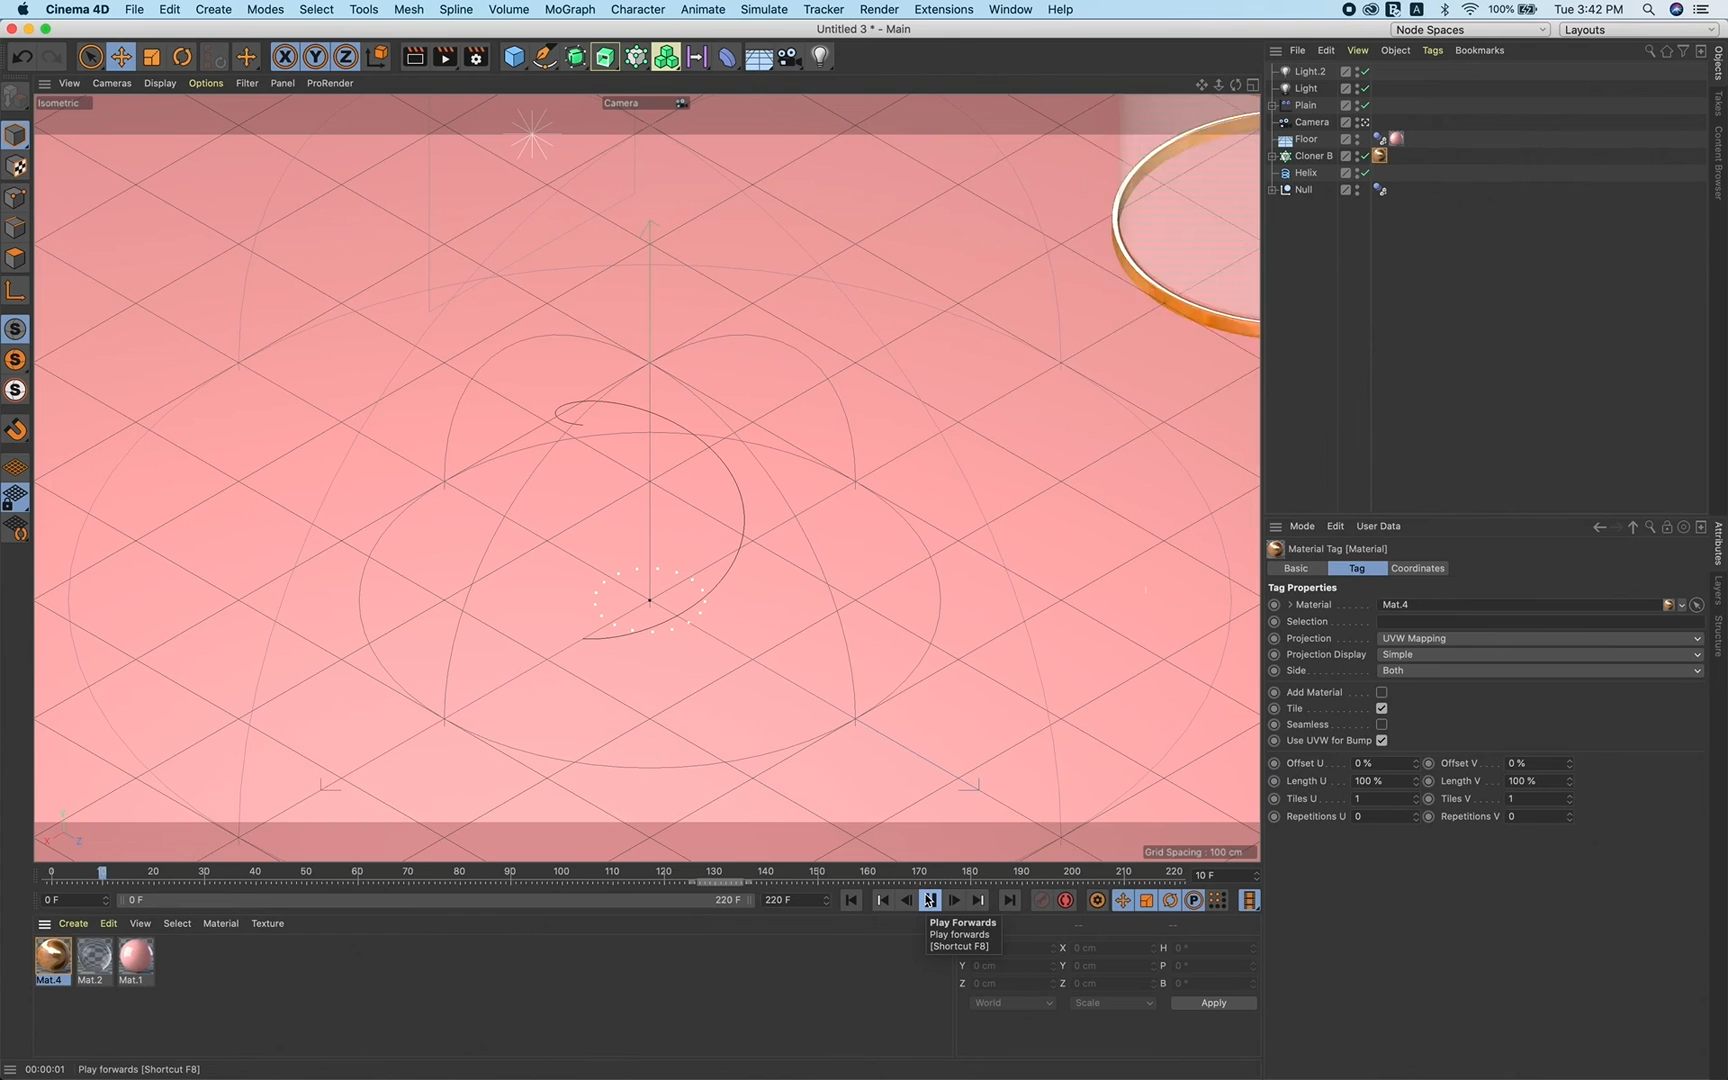 Cinema 4D File Edit Create Modes Select Tools Mesh Spline Volume MoGraph Character Animate Simulate Tracker Render Extensions Window Help 100% Tue 3:42 PM
Untitled 3 * - Main
Node Spaces Layouts
View Cameras Display Options Filter Panel ProRender
File Edit View Object Tags Bookmarks
Isometric
Camera
Light.2
Light
Plain
Camera
Floor
Cloner B
Helix
Null
Objects
Takes
Content Browser
Mode Edit User Data
Material Tag [Material]
Basic Tag Coordinates
Tag Properties
Material Mat.4
Selection
Projection UVW Mapping
Projection Display Simple
Side Both
Add Material
Tile
Seamless
Use UVW for Bump
Offset U 0 % Offset V 0 %
Length U 100 % Length V 100 %
Tiles U 1 Tiles V 1
Repetitions U 0 Repetitions V 0
Attributes
Layers
Structure
X Y Z
Grid Spacing : 100 cm
0 10 20 30 40 50 60 70 80 90 100 110 120 130 140 150 160 170 180 190 200 210 220 10 F
0 F 0 F 220 F 220 F
Play Forwards
Play forwards
[Shortcut F8]
Create Edit View Select Material Texture
Mat.4 Mat.2 Mat.1
-- --
X 0 cm H 0 °
Y 0 cm Y 0 cm P 0 °
Z 0 cm Z 0 cm B 0 °
World Scale Apply
00:00:01 Play forwards [Shortcut F8]